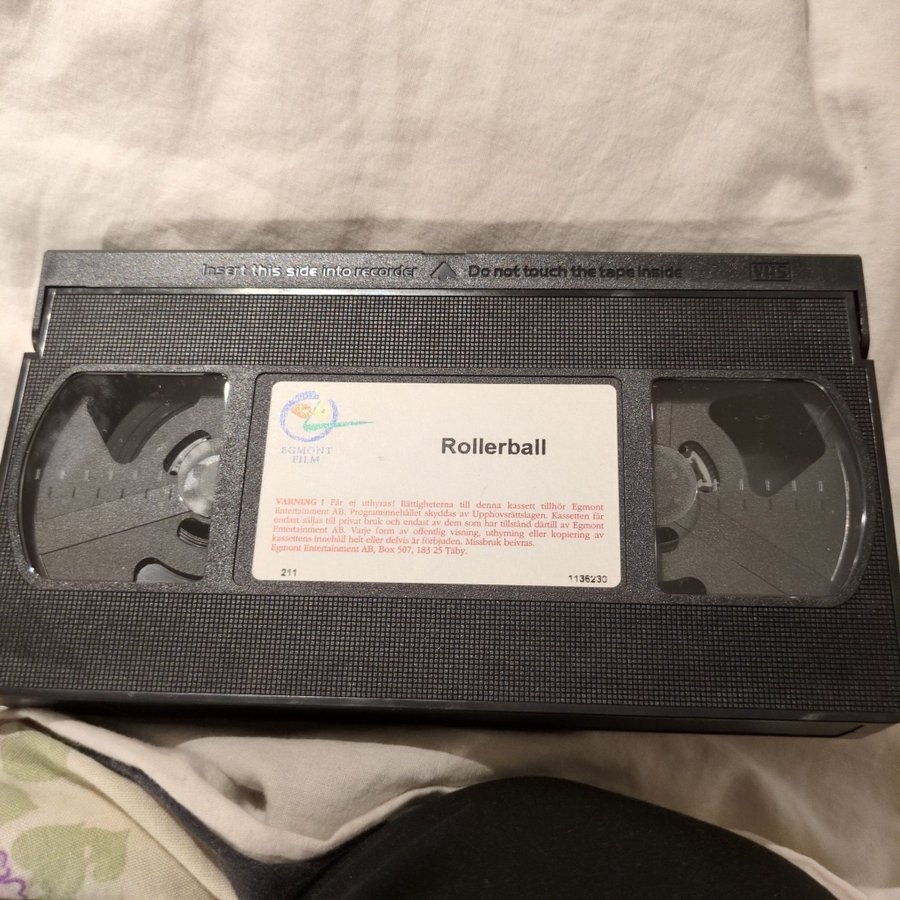 Insert this side into recorder Do not touch the tape inside VHS
EGMONT
FILM
Rollerball
VARNING ! Får ej uthyras! Rättigheterna till denna kassett tillhör Egmont
Entertainment AB. Programinnehållet skyddas av Upphovsrättslagen. Kassetten får
endast säljas till privat bruk och endast av dem som har tillstånd därtill av Egmont
Entertainment AB. Varje form av offentlig visning, uthyrning eller kopiering av
kassettens innehåll helt eller delvis är förbjuden. Missbruk beivras.
Egmont Entertainment AB, Box 507, 183 25 Täby.
211 1136230